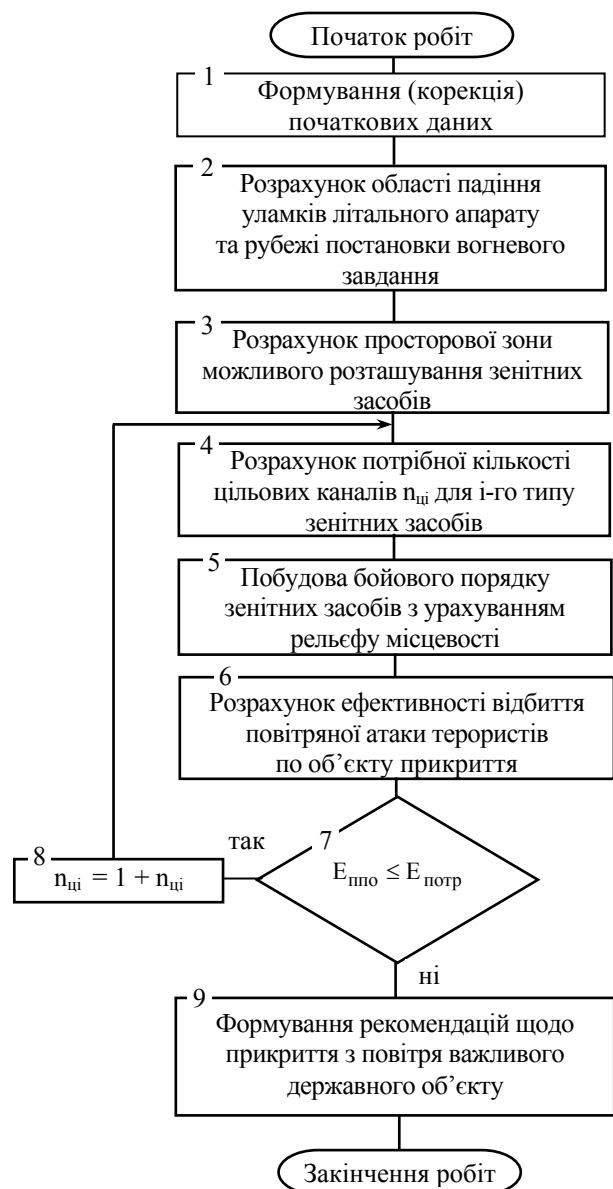 Початок робіт
1
Формування (корекція)
початкових даних
2
Розрахунок області падіння
уламків літального апарату
та рубежі постановки вогневого
завдання
3
Розрахунок просторової зони
можливого розташування зенітних
засобів
4
Розрахунок потрібної кількості
цільових каналів nці для і-го типу
зенітних засобів
5
Побудова бойового порядку
зенітних засобів з урахуванням
рельєфу місцевості
6
Розрахунок ефективності відбиття
повітряної атаки терористів
по об’єкту прикриття
7
Eппо ≤ Eпотр
так
8
nці = 1 + nці
ні
9
Формування рекомендацій щодо
прикриття з повітря важливого
державного об’єкту
Закінчення робіт